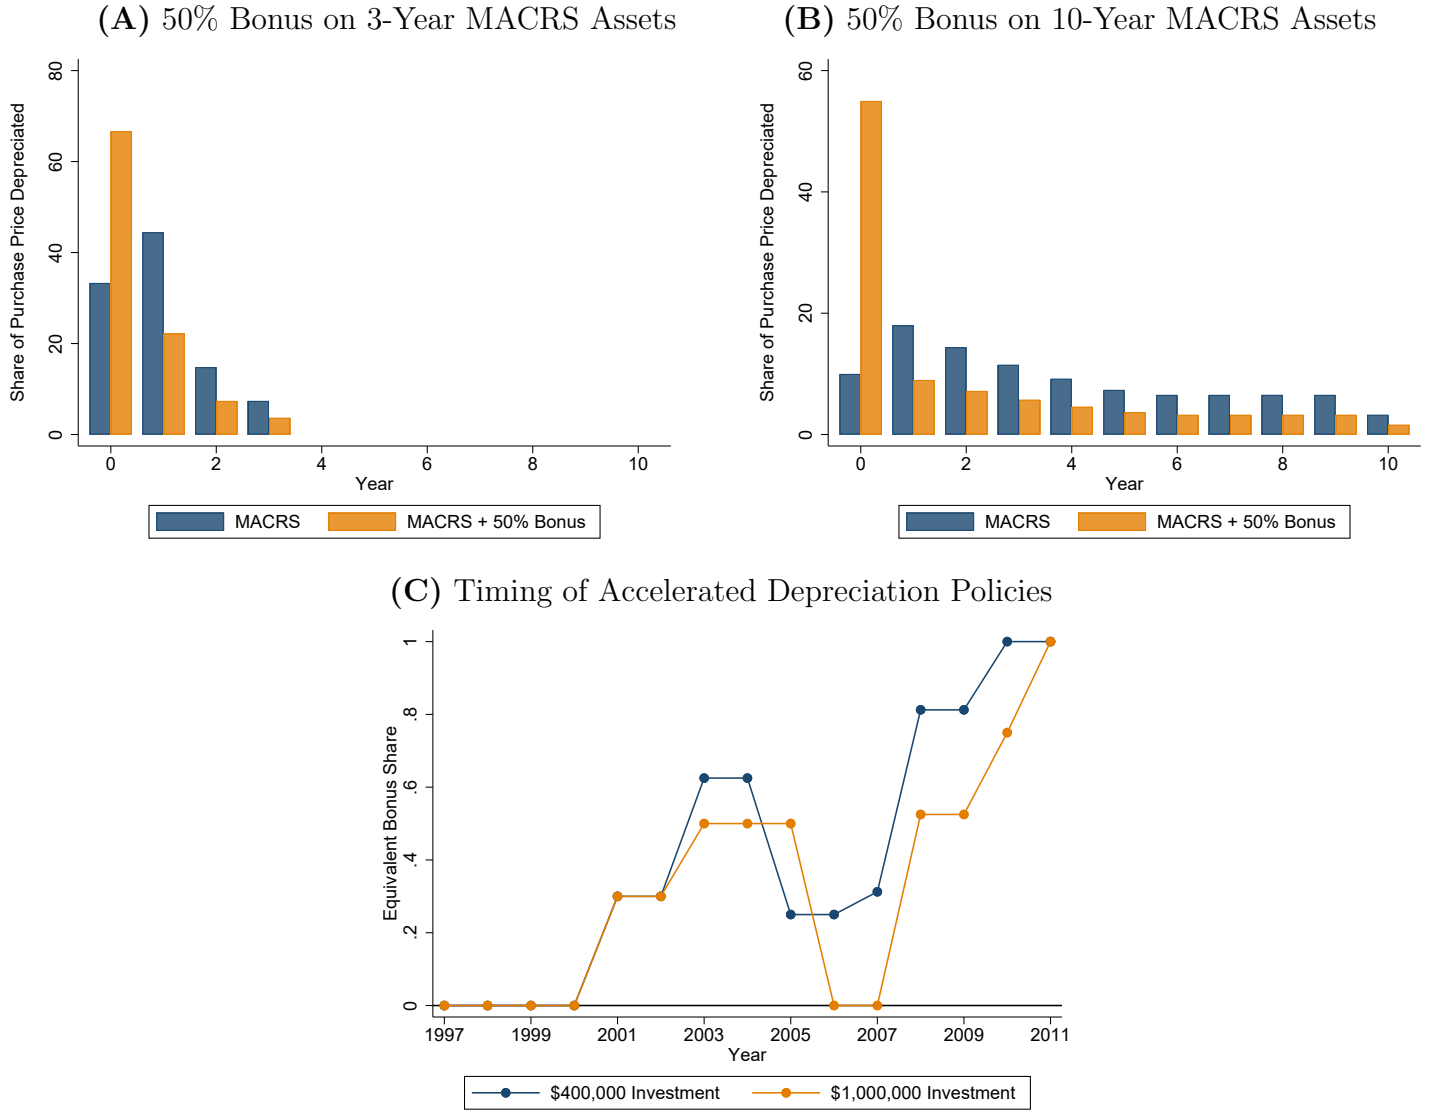 (A) 50% Bonus on 3-Year MACRS Assets
Share of Purchase Price Depreciated
80
60
40
20
0
0 2 4 6 8 10
Year
MACRS MACRS + 50% Bonus
(B) 50% Bonus on 10-Year MACRS Assets
Share of Purchase Price Depreciated
60
40
20
0
0 2 4 6 8 10
Year
MACRS MACRS + 50% Bonus
(C) Timing of Accelerated Depreciation Policies
Equivalent Bonus Share
1
.8
.6
.4
.2
0
1997 1999 2001 2003 2005 2007 2009 2011
Year
$400,000 Investment $1,000,000 Investment